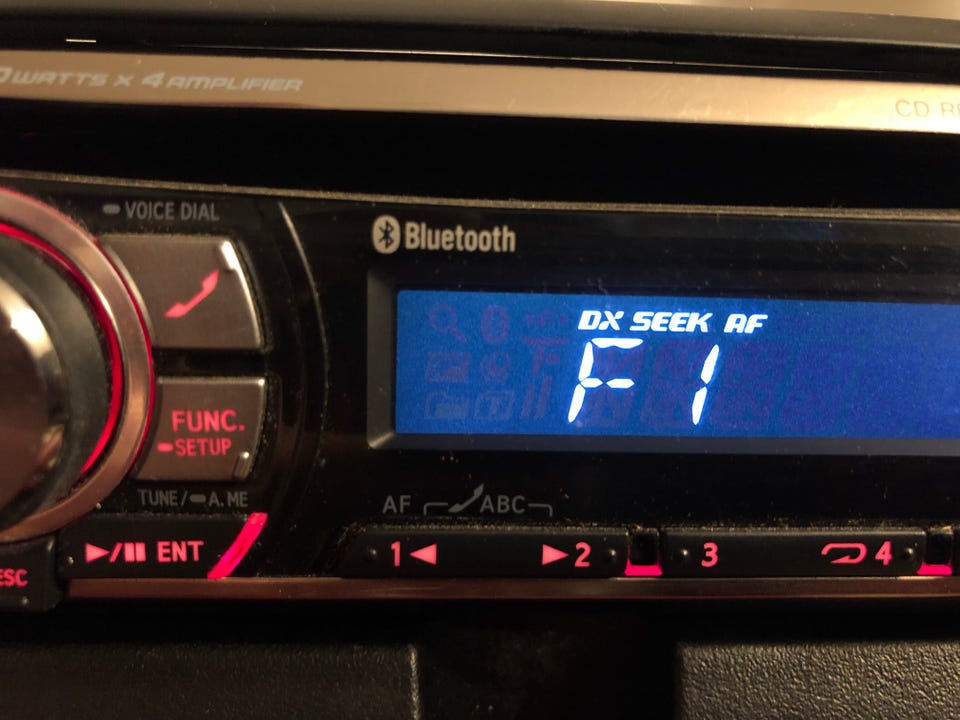 WATTS X 4 AMPLIFIER
CD
VOICE DIAL
Bluetooth
DX SEEK AF
F1
FUNC.
SETUP
TUNE/ A.ME
AF ABC
/ ENT
1 2 3 4
ESC